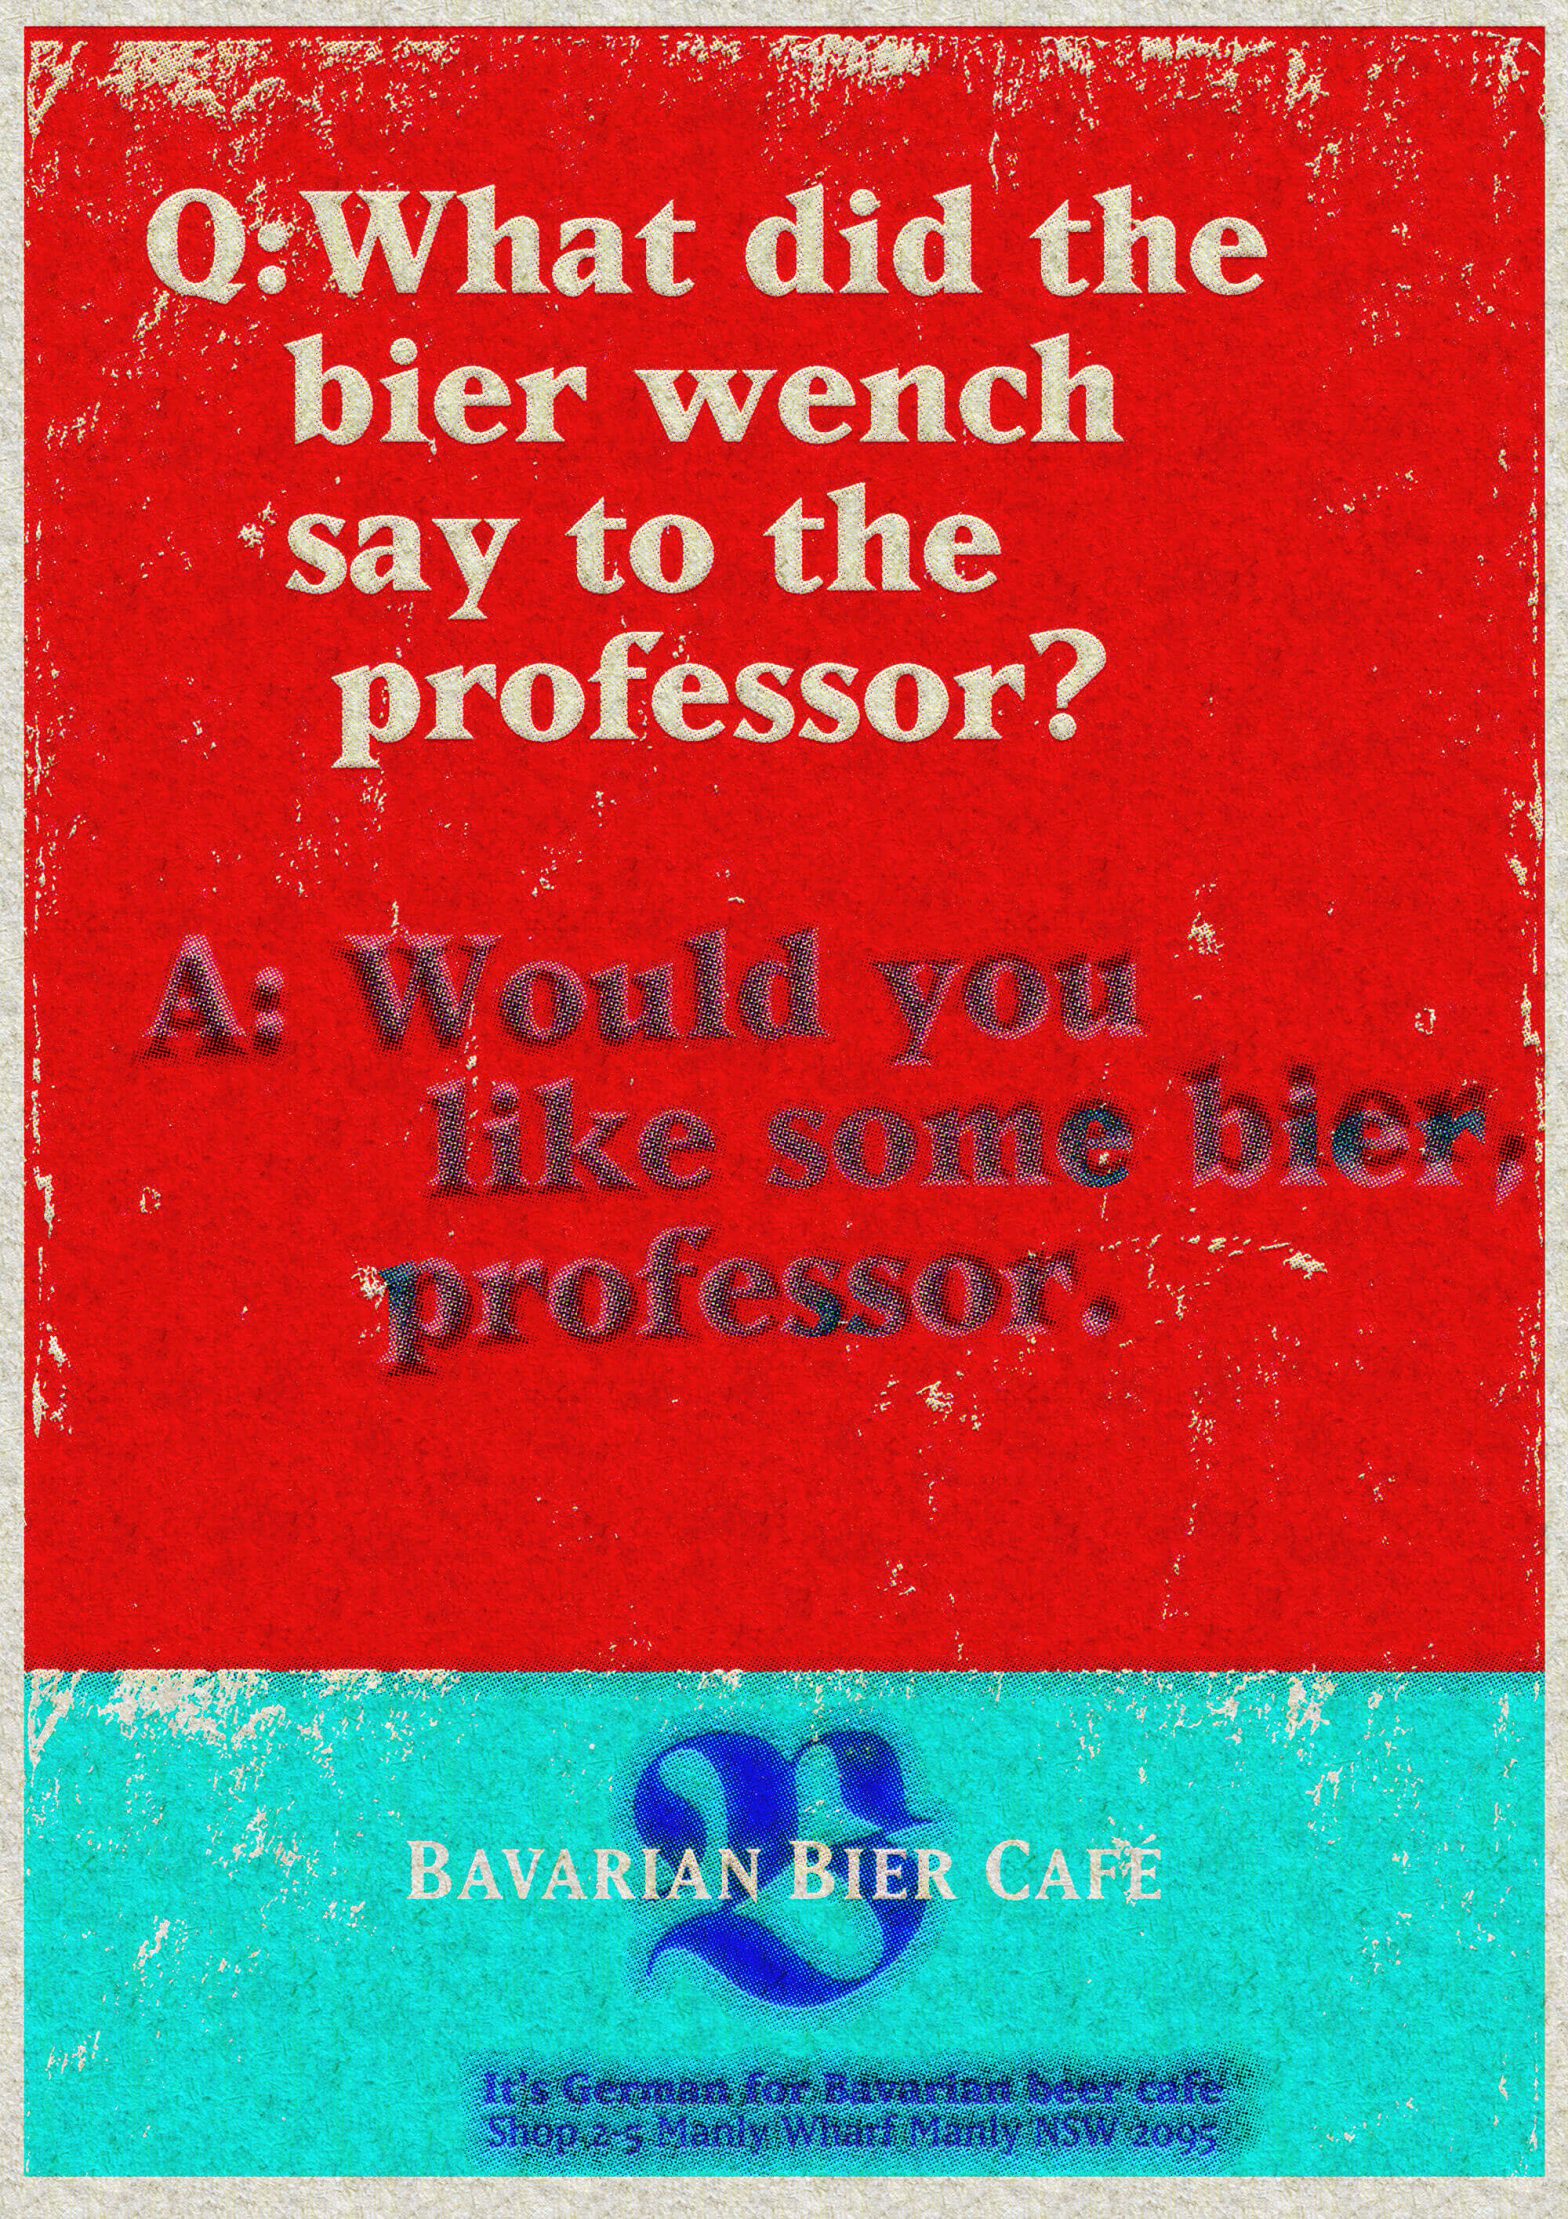 Q: What did the
bier wench
say to the
professor?
A: Would you
like some bier,
professor.
BAVARIAN BIER CAFÉ
It's German for Bavarian beer cafe
Shop 2-5 Manly Wharf Manly NSW 2095